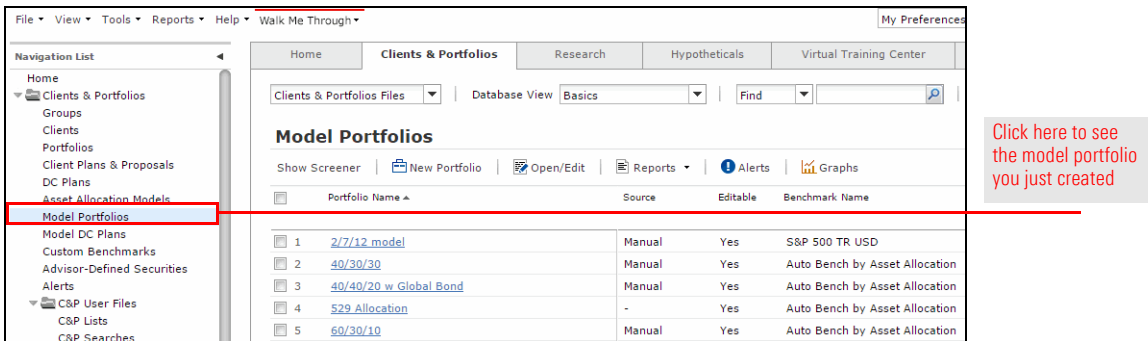 File View Tools Reports Help Walk Me Through My Preferences
Navigation List
Home
Clients & Portfolios
Groups
Clients
Portfolios
Client Plans & Proposals
DC Plans
Asset Allocation Models
Model Portfolios
Model DC Plans
Custom Benchmarks
Advisor-Defined Securities
Alerts
C&P User Files
C&P Lists
C&P Searches
Home Clients & Portfolios Research Hypotheticals Virtual Training Center
Clients & Portfolios Files Database View Basics Find
Model Portfolios
Show Screener New Portfolio Open/Edit Reports Alerts Graphs
Portfolio Name Source Editable Benchmark Name
1 2/7/12 model Manual Yes S&P 500 TR USD
2 40/30/30 Manual Yes Auto Bench by Asset Allocation
3 40/40/20 w Global Bond Manual Yes Auto Bench by Asset Allocation
4 529 Allocation - Yes Auto Bench by Asset Allocation
5 60/30/10 Manual Yes Auto Bench by Asset Allocation
Click here to see
the model portfolio
you just created